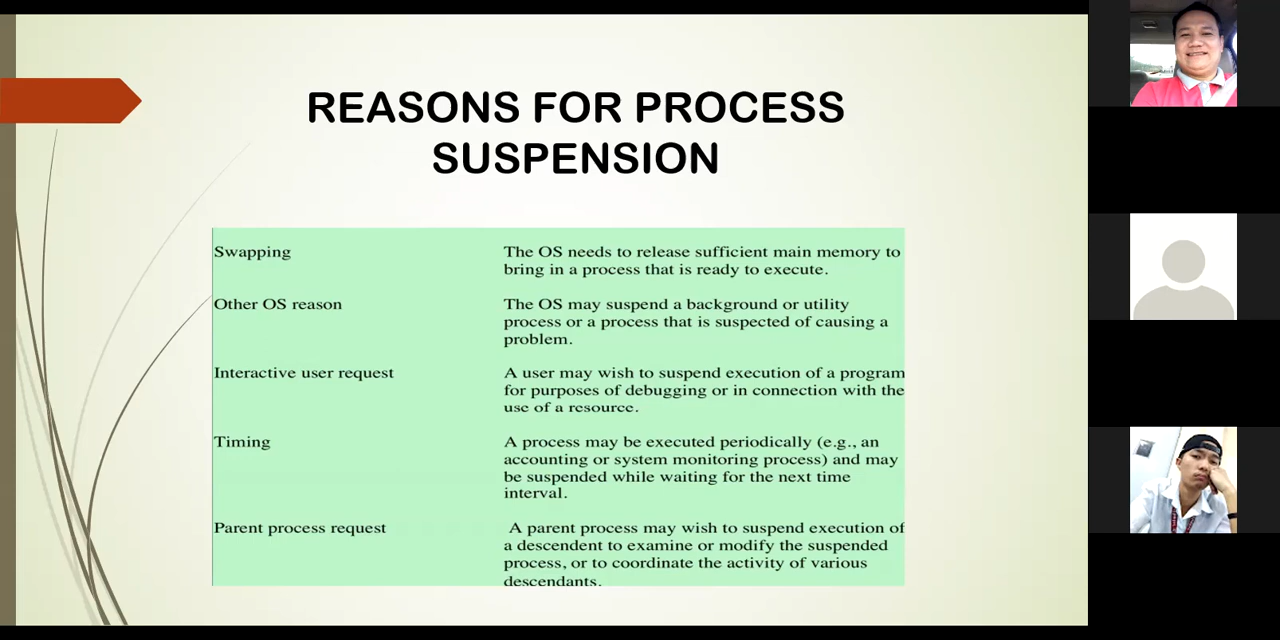 REASONS FOR PROCESS
SUSPENSION
Swapping
The OS needs to release sufficient main memory to
bring in a process that is ready to execute.
Other OS reason
The OS may suspend a background or utility
process or a process that is suspected of causing a
problem.
Interactive user request
A user may wish to suspend execution of a program
for purposes of debugging or in connection with the
use of a resource.
Timing
A process may be executed periodically (e.g., an
accounting or system monitoring process) and may
be suspended while waiting for the next time
interval.
Parent process request
A parent process may wish to suspend execution of
a descendent to examine or modify the suspended
process, or to coordinate the activity of various
descendants.